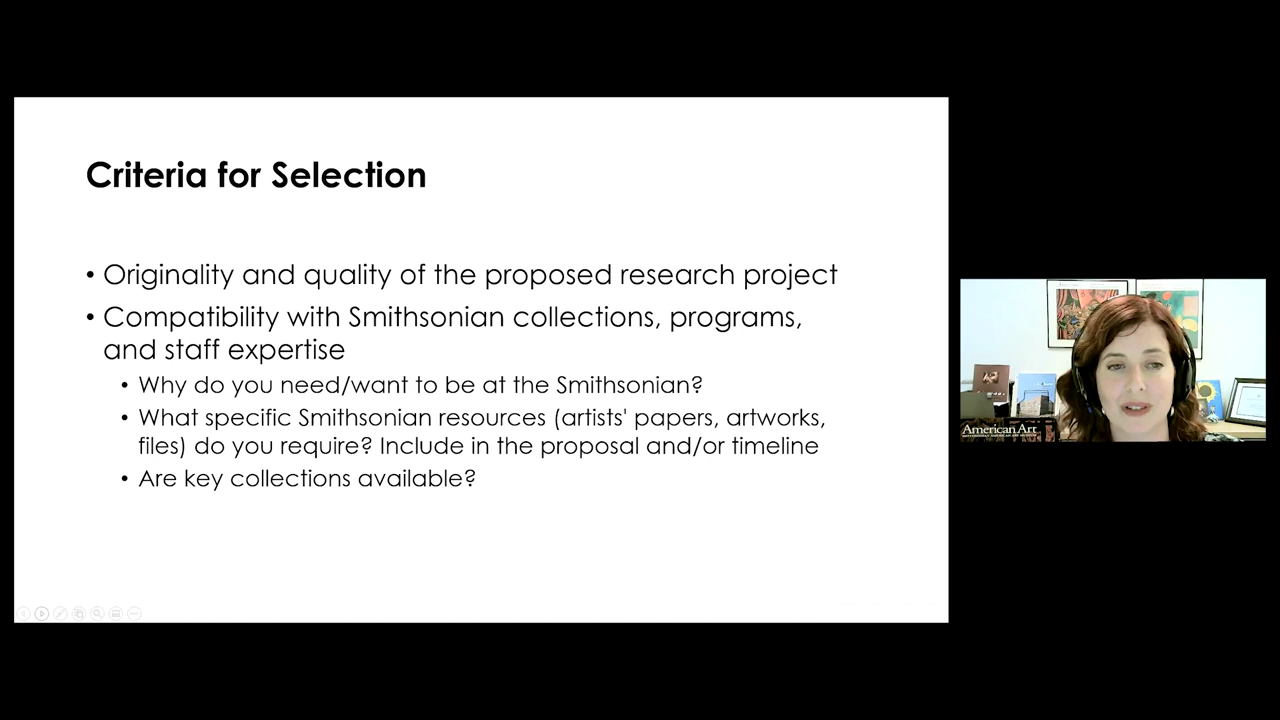 Criteria for Selection
• Originality and quality of the proposed research project
• Compatibility with Smithsonian collections, programs,
and staff expertise
• Why do you need/want to be at the Smithsonian?
• What specific Smithsonian resources (artists' papers, artworks,
files) do you require? Include in the proposal and/or timeline
• Are key collections available?
American Art